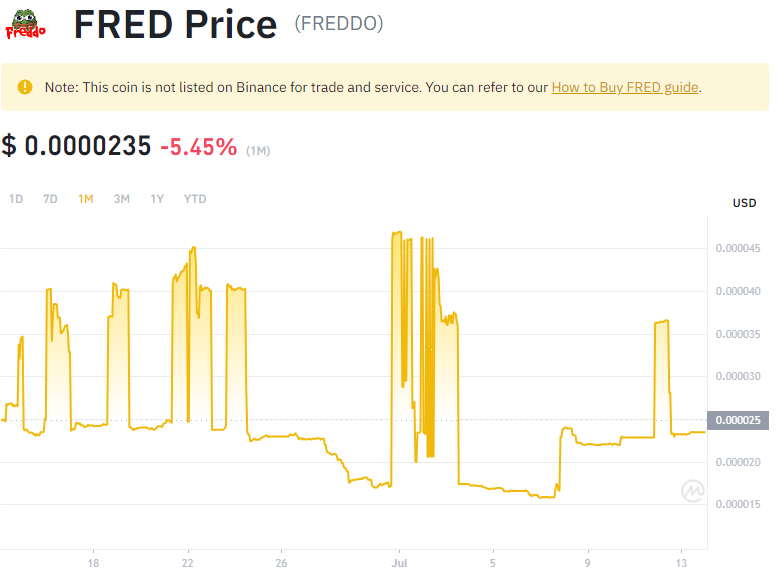 Freddo
FRED Price (FREDDO)
Note: This coin is not listed on Binance for trade and service. You can refer to our How to Buy FRED guide.
$ 0.0000235 -5.45% (1M)
1D 7D 1M 3M 1Y YTD
USD
0.000045
0.000040
0.000035
0.000030
0.000025
0.000020
0.000015
18 22 26 Jul 5 9 13